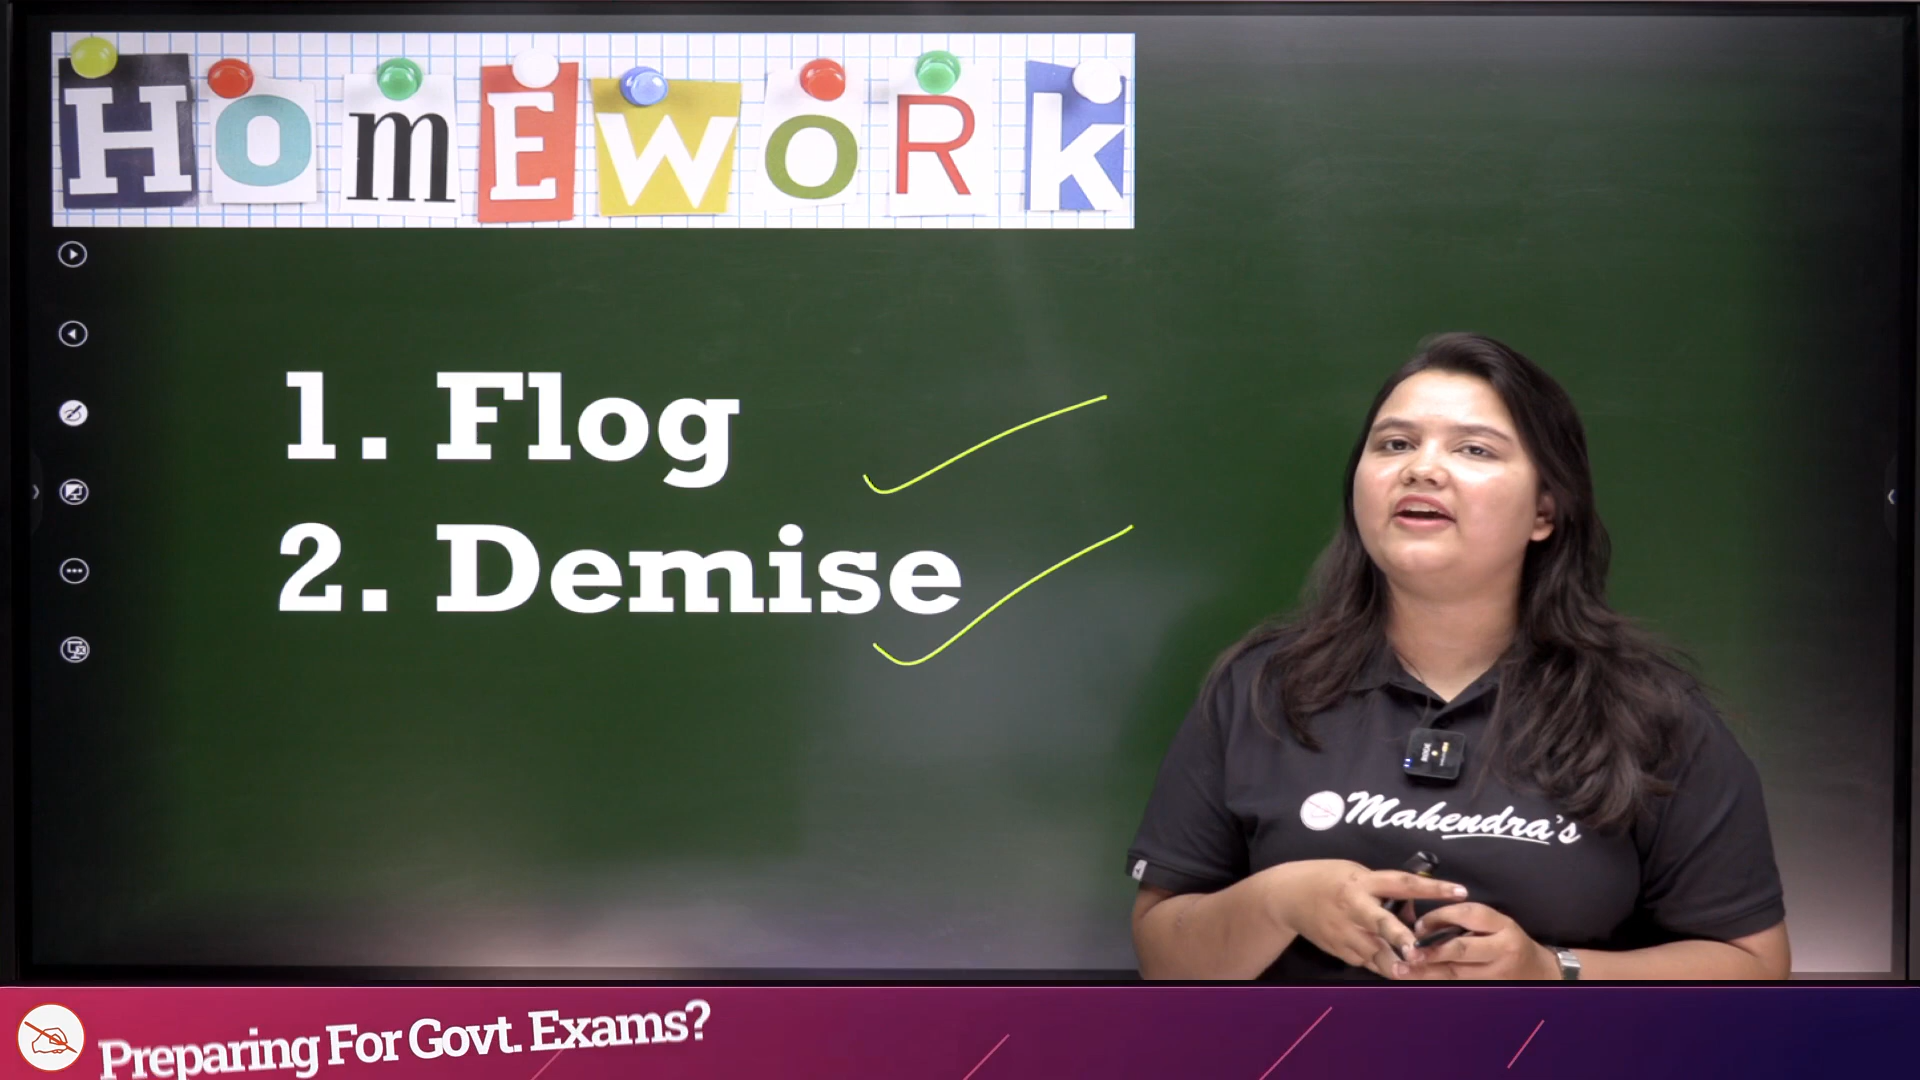 HOmEWORK
1. Flog
2. Demise
Mahendra's
Preparing For Govt. Exams?